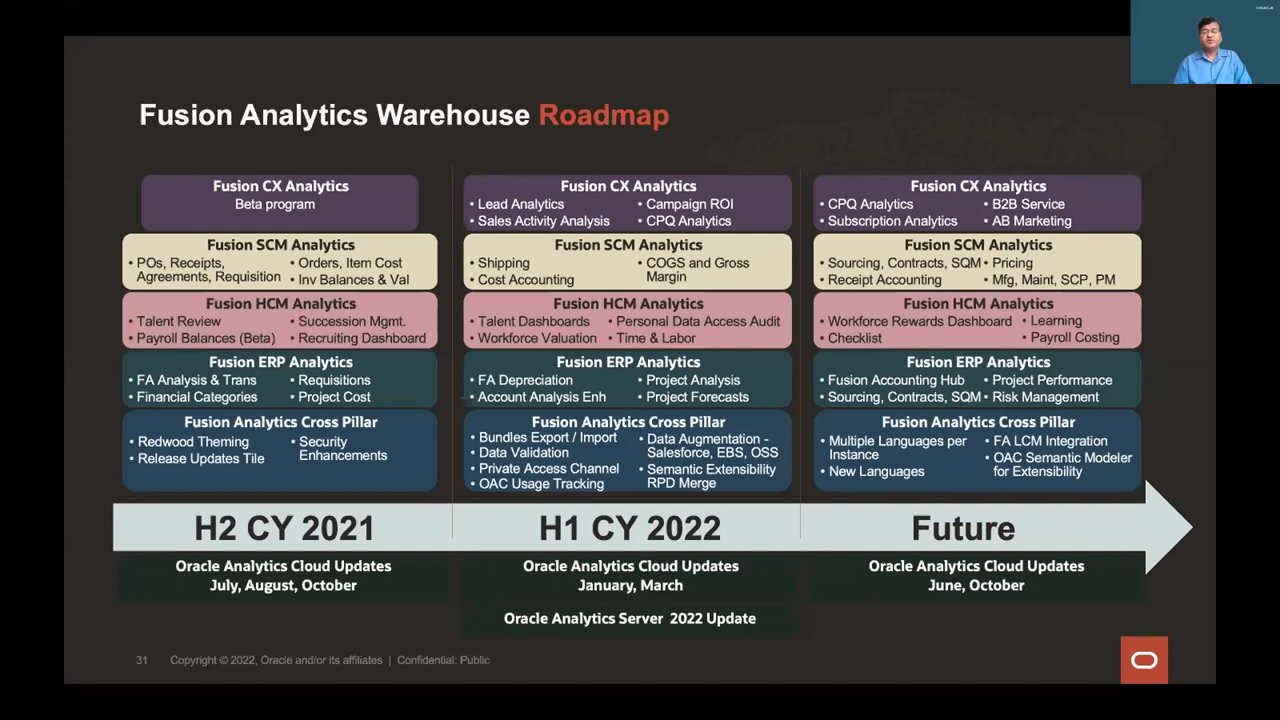 ORACLE
Fusion Analytics Warehouse Roadmap
Fusion CX Analytics
Beta program
Fusion SCM Analytics
• POs, Receipts,
Agreements, Requisition
• Orders, Item Cost
• Inv Balances & Val
Fusion HCM Analytics
• Talent Review
• Payroll Balances (Beta)
• Succession Mgmt.
• Recruiting Dashboard
Fusion ERP Analytics
• FA Analysis & Trans
• Financial Categories
• Requisitions
• Project Cost
Fusion Analytics Cross Pillar
• Redwood Theming
• Release Updates Tile
• Security
Enhancements
H2 CY 2021
Oracle Analytics Cloud Updates
July, August, October
Fusion CX Analytics
• Lead Analytics
• Sales Activity Analysis
• Campaign ROI
• CPQ Analytics
Fusion SCM Analytics
• Shipping
• Cost Accounting
• COGS and Gross
Margin
Fusion HCM Analytics
• Talent Dashboards
• Workforce Valuation
• Personal Data Access Audit
• Time & Labor
Fusion ERP Analytics
• FA Depreciation
• Account Analysis Enh
• Project Analysis
• Project Forecasts
Fusion Analytics Cross Pillar
• Bundles Export / Import
• Data Validation
• Private Access Channel
• OAC Usage Tracking
• Data Augmentation -
Salesforce, EBS, OSS
• Semantic Extensibility
RPD Merge
H1 CY 2022
Oracle Analytics Cloud Updates
January, March
Oracle Analytics Server 2022 Update
Fusion CX Analytics
• CPQ Analytics
• Subscription Analytics
• B2B Service
• AB Marketing
Fusion SCM Analytics
• Sourcing, Contracts, SQM
• Receipt Accounting
• Pricing
• Mfg, Maint, SCP, PM
Fusion HCM Analytics
• Workforce Rewards Dashboard
• Checklist
• Learning
• Payroll Costing
Fusion ERP Analytics
• Fusion Accounting Hub
• Sourcing, Contracts, SQM
• Project Performance
• Risk Management
Fusion Analytics Cross Pillar
• Multiple Languages per
Instance
• New Languages
• FA LCM Integration
• OAC Semantic Modeler
for Extensibility
Future
Oracle Analytics Cloud Updates
June, October
31 Copyright © 2022, Oracle and/or its affiliates | Confidential: Public